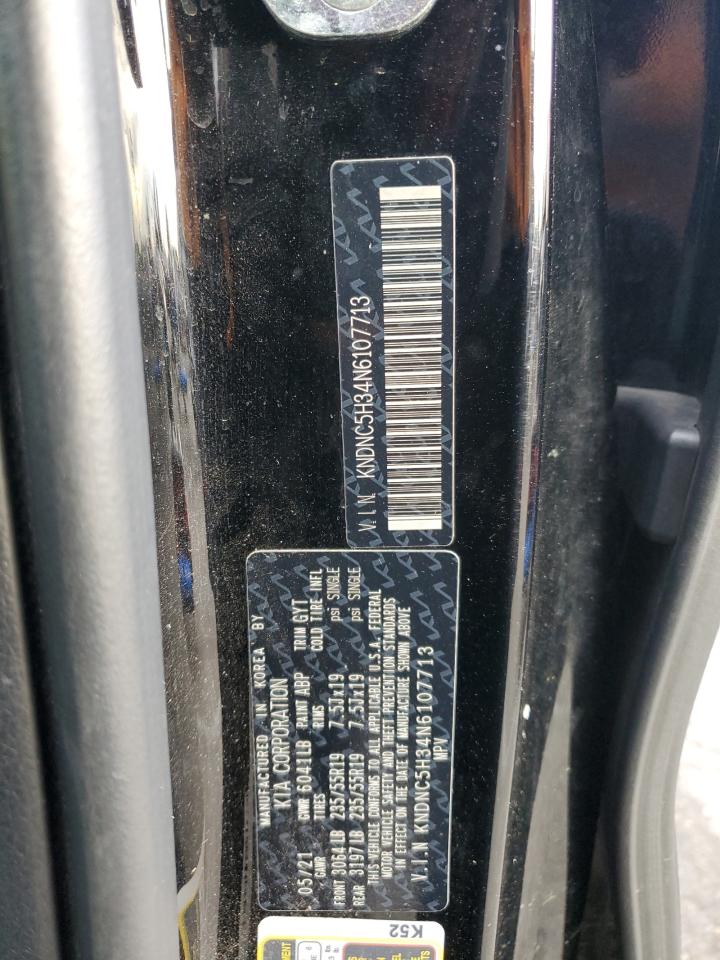 V.I.N. KNDNC5H34N6107713
MANUFACTURED IN KOREA BY
KIA CORPORATION
05/21 GVWR 6041LB PAINT ABP TRIM GYT
GAWR TIRES RIMS COLD TIRE INFL
FRONT 3064LB 235/55R19 7.5Jx19 psi SINGLE
REAR 3197LB 235/55R19 7.5Jx19 psi SINGLE
THIS VEHICLE CONFORMS TO ALL APPLICABLE U.S.A. FEDERAL
MOTOR VEHICLE SAFETY AND THEFT PREVENTION STANDARDS
IN EFFECT ON THE DATE OF MANUFACTURE SHOWN ABOVE
V.I.N KNDNC5H34N6107713
MPV
K52